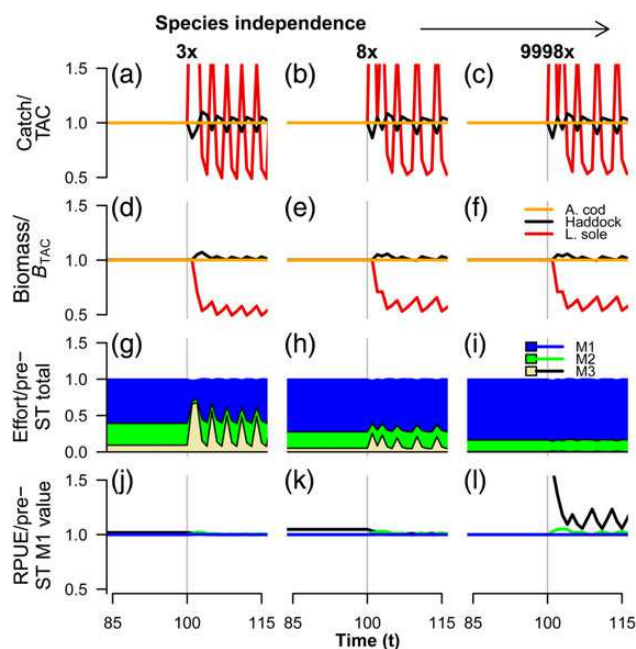 Species independence
3x 8x 9998x
(a) (b) (c)
Catch/
TAC
1.5
1.0
0.5
(d) (e) (f)
A. cod
Haddock
L. sole
Biomass/
BTAC
1.5
1.0
0.5
(g) (h) (i)
M1
M2
M3
Effort/pre-
ST total
1.5
1.0
0.5
0.0
(j) (k) (l)
RPUE/pre-
ST M1 value
1.5
1.0
0.5
85 100 115 85 100 115 85 100 115
Time (t)